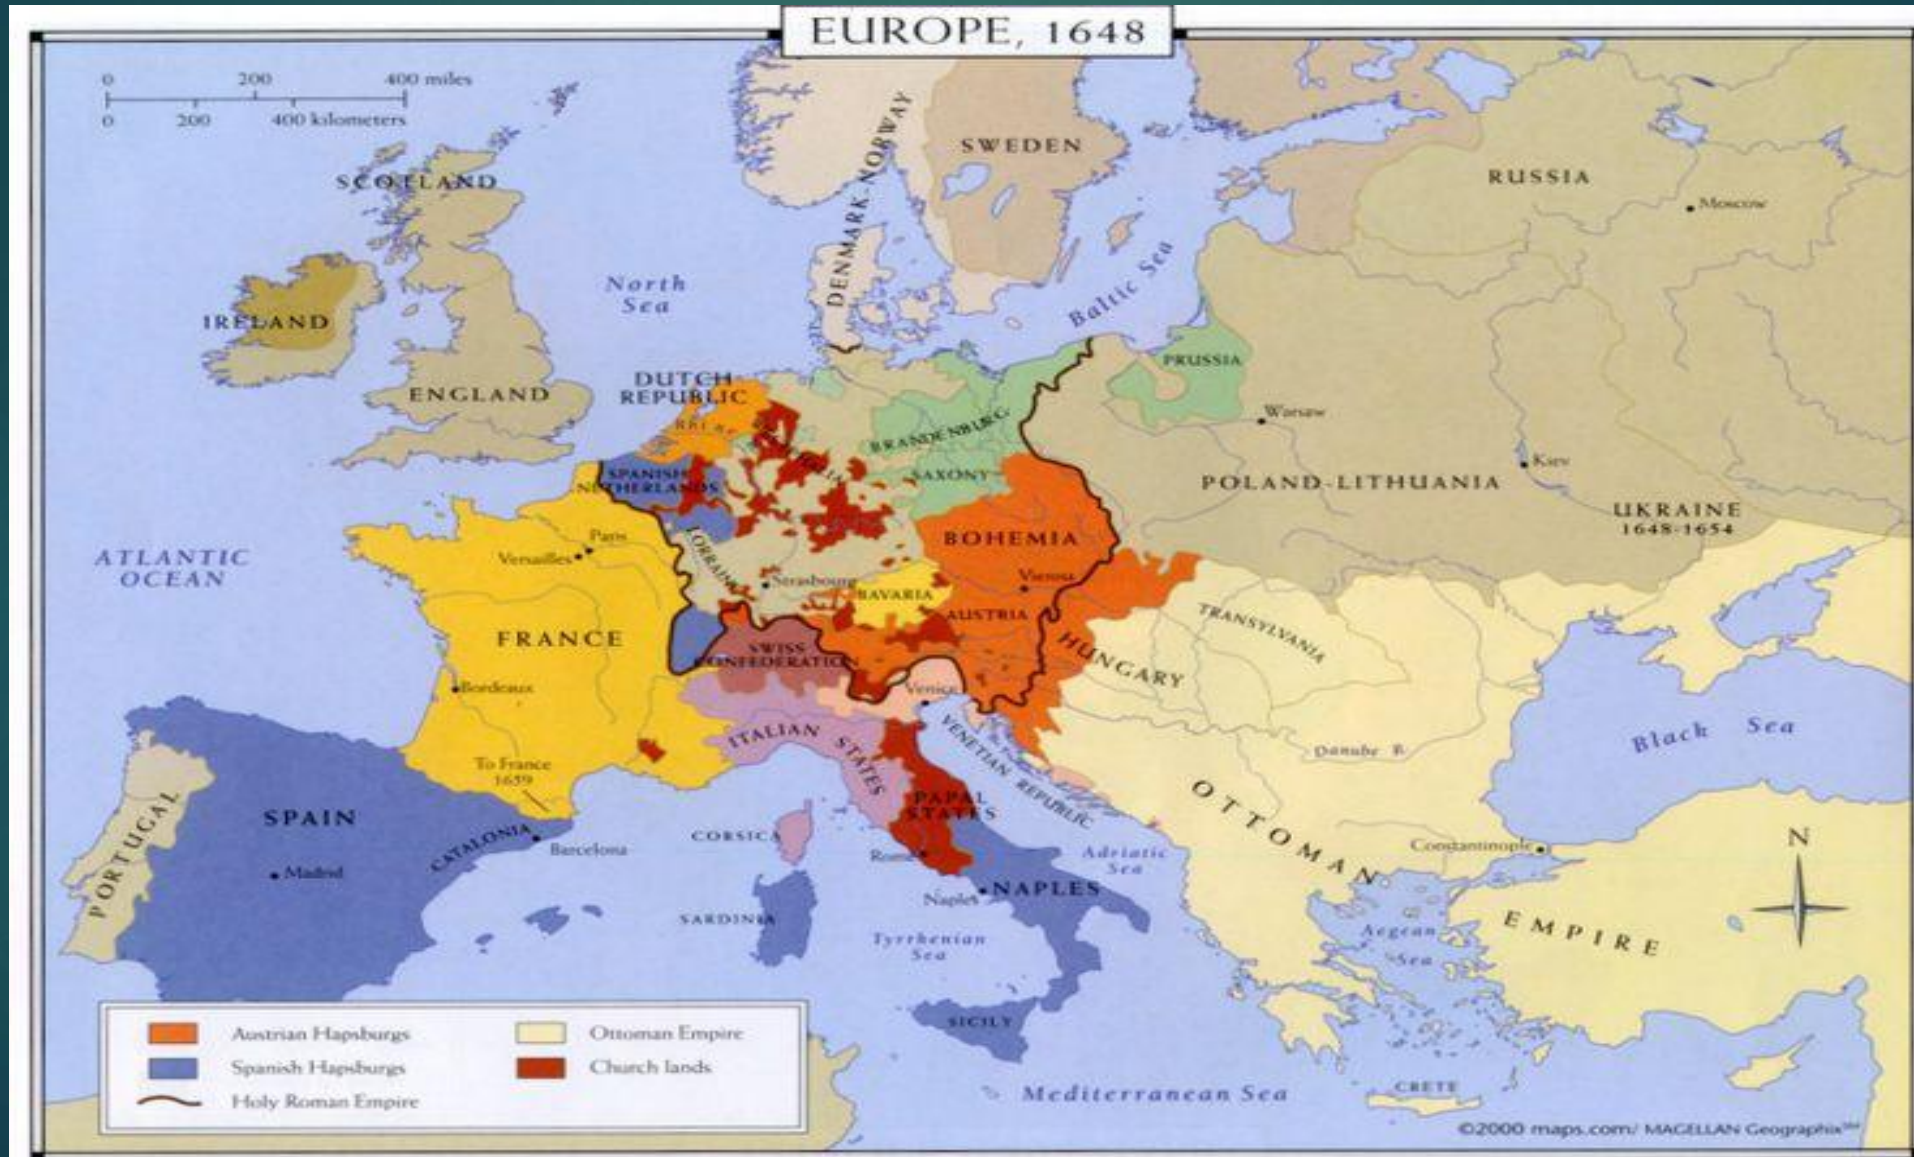 EUROPE, 1648
0 200 400 miles
0 200 400 kilometers
SCOTLAND
IRELAND
ENGLAND
North
Sea
DENMARK-NORWAY
SWEDEN
Baltic Sea
RUSSIA
Moscow
PRUSSIA
Warsaw
POLAND-LITHUANIA
Kiev
UKRAINE
1648-1654
DUTCH
REPUBLIC
BRANDENBURG
SAXONY
SPANISH
NETHERLANDS
LORRAINE
Strasbourg
BOHEMIA
Vienna
BAVARIA
AUSTRIA
HUNGARY
TRANSYLVANIA
ATLANTIC
OCEAN
Paris
Versailles
FRANCE
Bordeaux
To France
1659
SWISS
CONFEDERATION
Venice
VENETIAN REPUBLIC
ITALIAN STATES
PAPAL
STATES
Rome
Naples
NAPLES
Adriatic
Sea
CORSICA
SARDINIA
Tyrrhenian
Sea
SICILY
PORTUGAL
SPAIN
Madrid
CATALONIA
Barcelona
Danube R.
Black Sea
OTTOMAN
EMPIRE
Constantinople
Aegean
Sea
CRETE
Mediterranean Sea
N
Austrian Hapsburgs
Spanish Hapsburgs
Holy Roman Empire
Ottoman Empire
Church lands
©2000 maps.com/ MAGELLAN Geographix℠